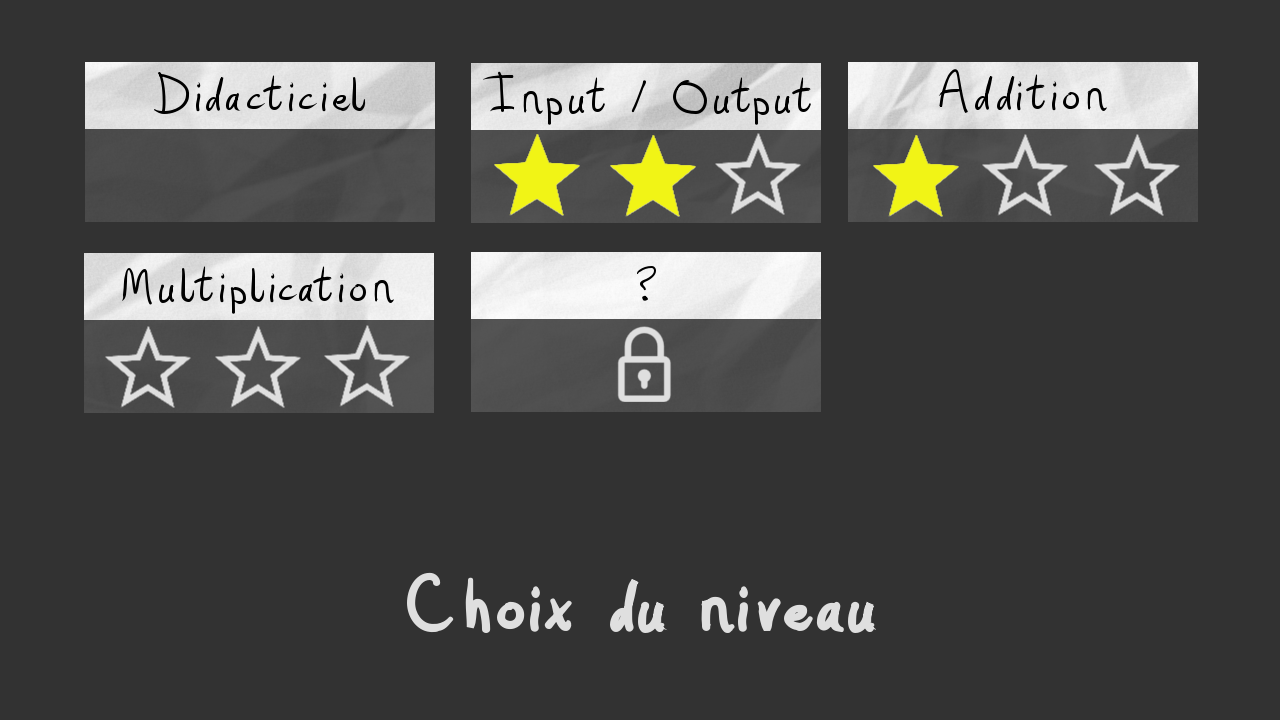 Didacticiel
Input / Output
Addition
Multiplication
?
Choix du niveau